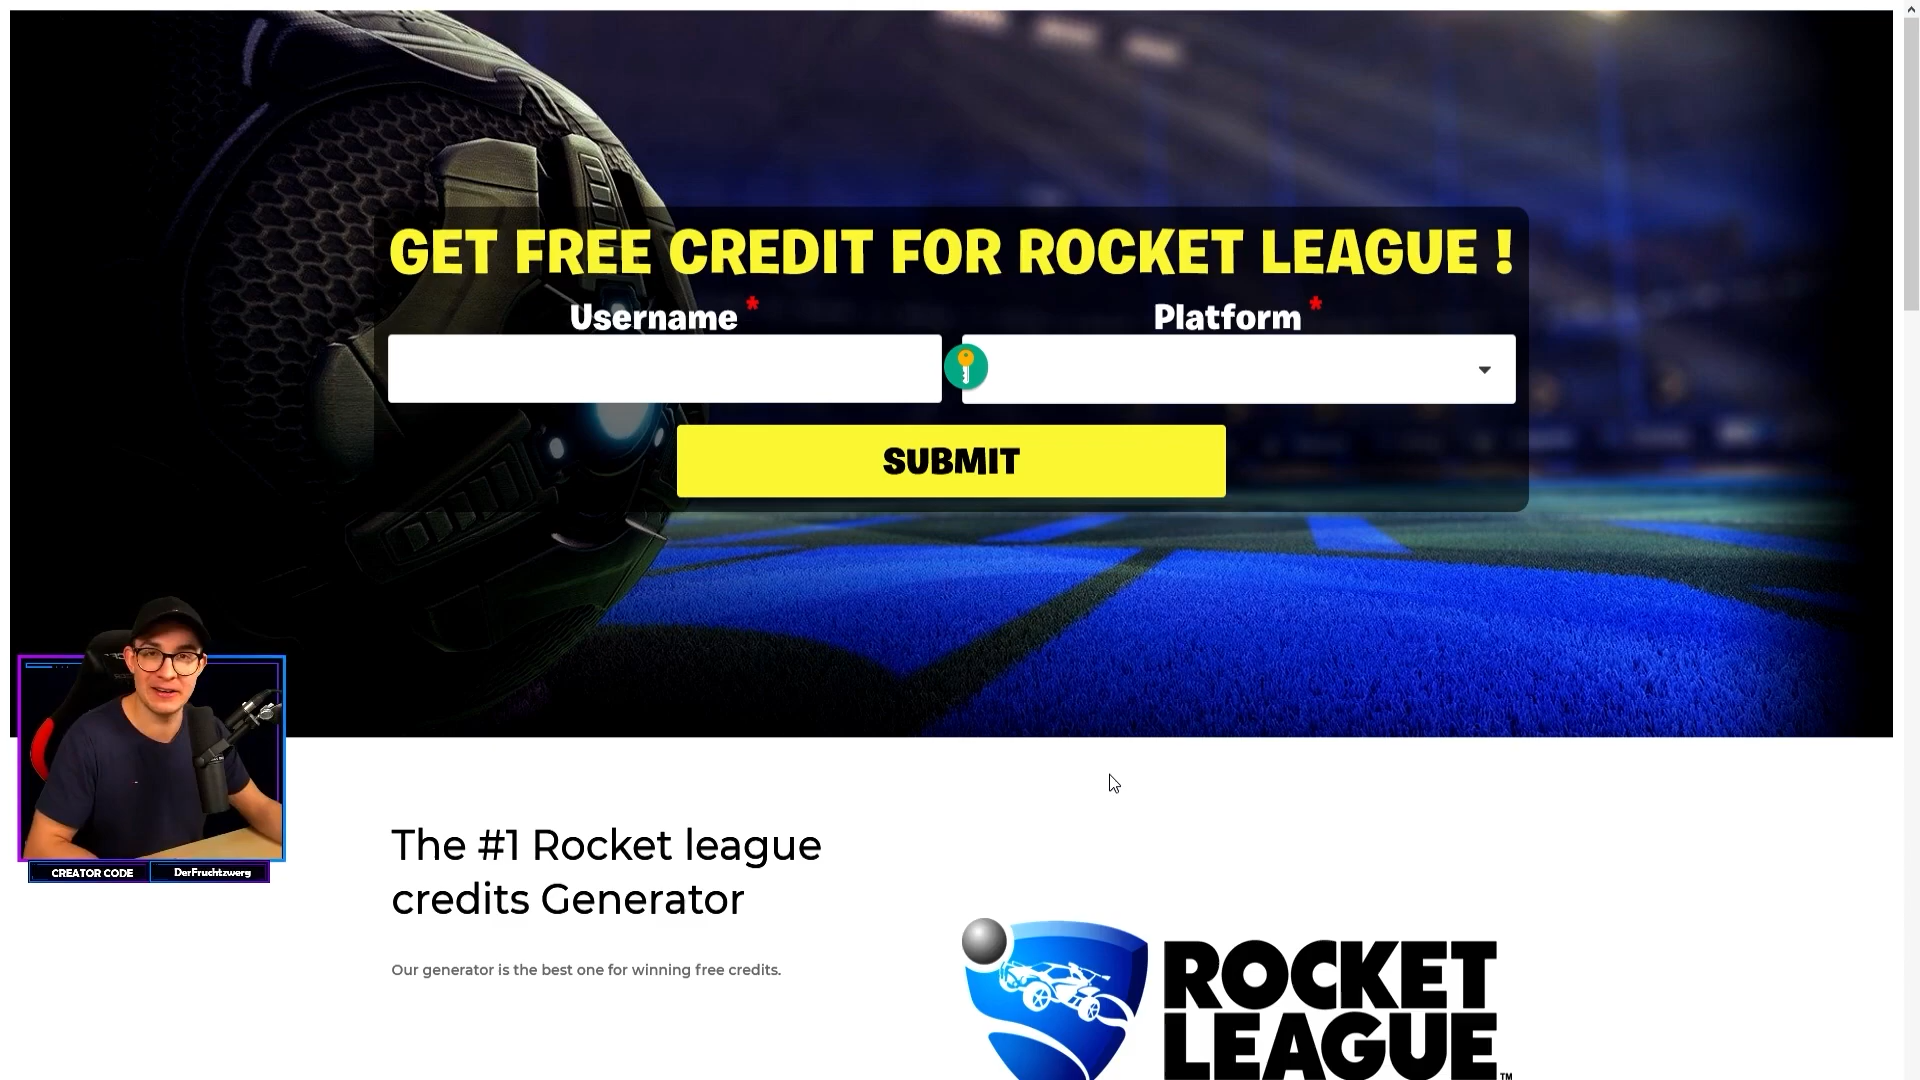 GET FREE CREDIT FOR ROCKET LEAGUE !
Username *
Platform *
SUBMIT
CREATOR CODE
DerFruchtzwerg
The #1 Rocket league
credits Generator
Our generator is the best one for winning free credits.
ROCKET
LEAGUE
TM